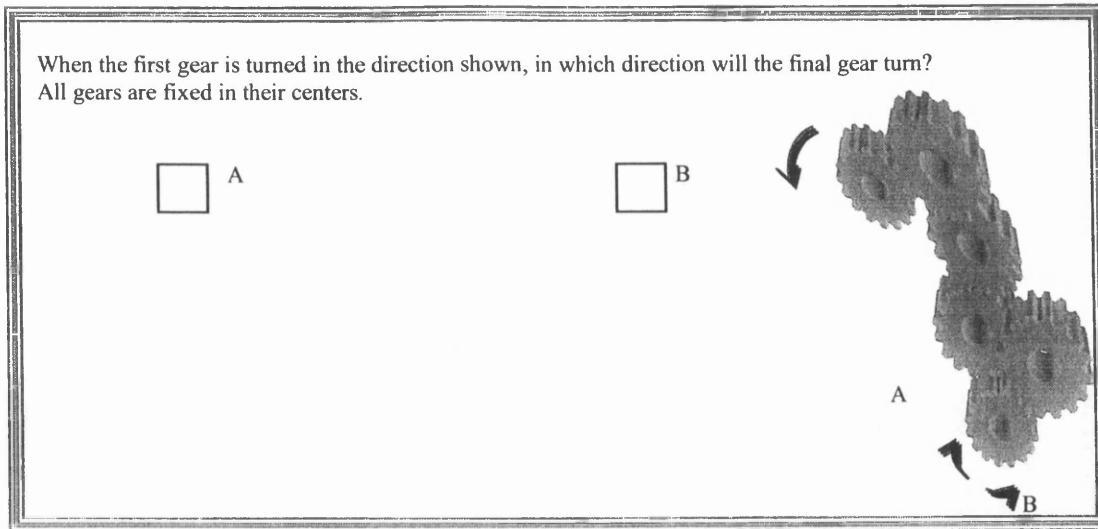 When the first gear is turned in the direction shown, in which direction will the final gear turn?
All gears are fixed in their centers.
A
B
A
B